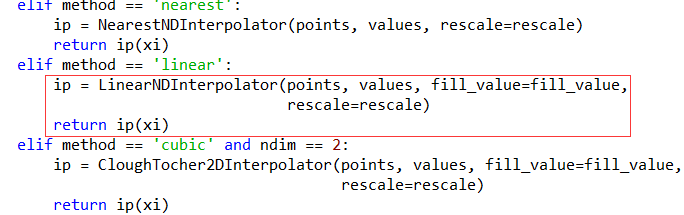 elif method == 'nearest':
ip = NearestNDInterpolator(points, values, rescale=rescale)
return ip(xi)
elif method == 'linear':
ip = LinearNDInterpolator(points, values, fill_value=fill_value,
rescale=rescale)
return ip(xi)
elif method == 'cubic' and ndim == 2:
ip = CloughTocher2DInterpolator(points, values, fill_value=fill_value,
rescale=rescale)
return ip(xi)